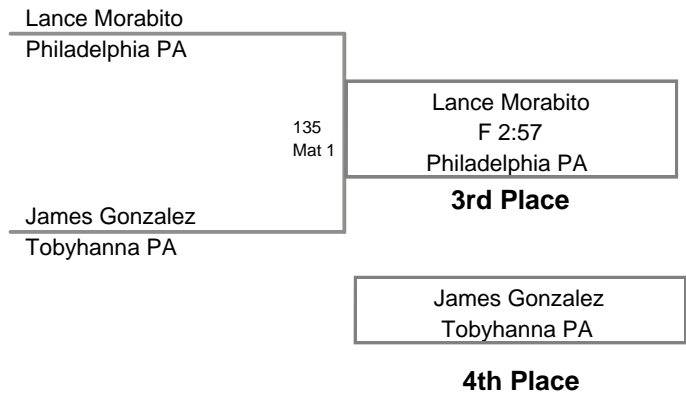 Lance Morabito
Philadelphia PA
135
Mat 1
Lance Morabito
F 2:57
Philadelphia PA
3rd Place
James Gonzalez
Tobyhanna PA
James Gonzalez
Tobyhanna PA
4th Place